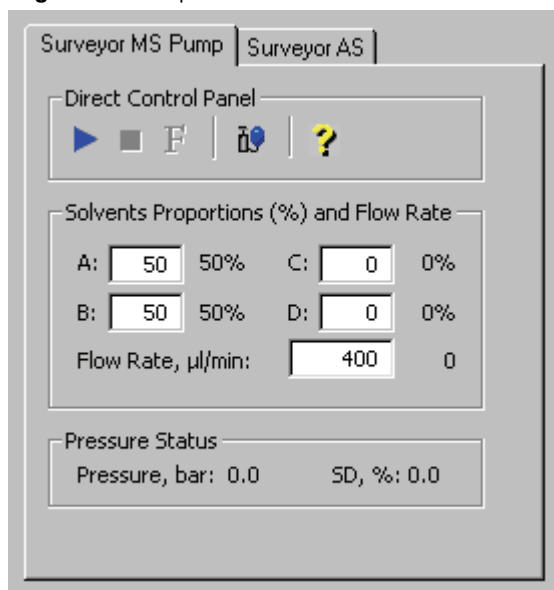 Surveyor MS Pump Surveyor AS
Direct Control Panel
F ?
Solvents Proportions (%) and Flow Rate
A: 50 50% C: 0 0%
B: 50 50% D: 0 0%
Flow Rate, µl/min: 400 0
Pressure Status
Pressure, bar: 0.0 SD, %: 0.0